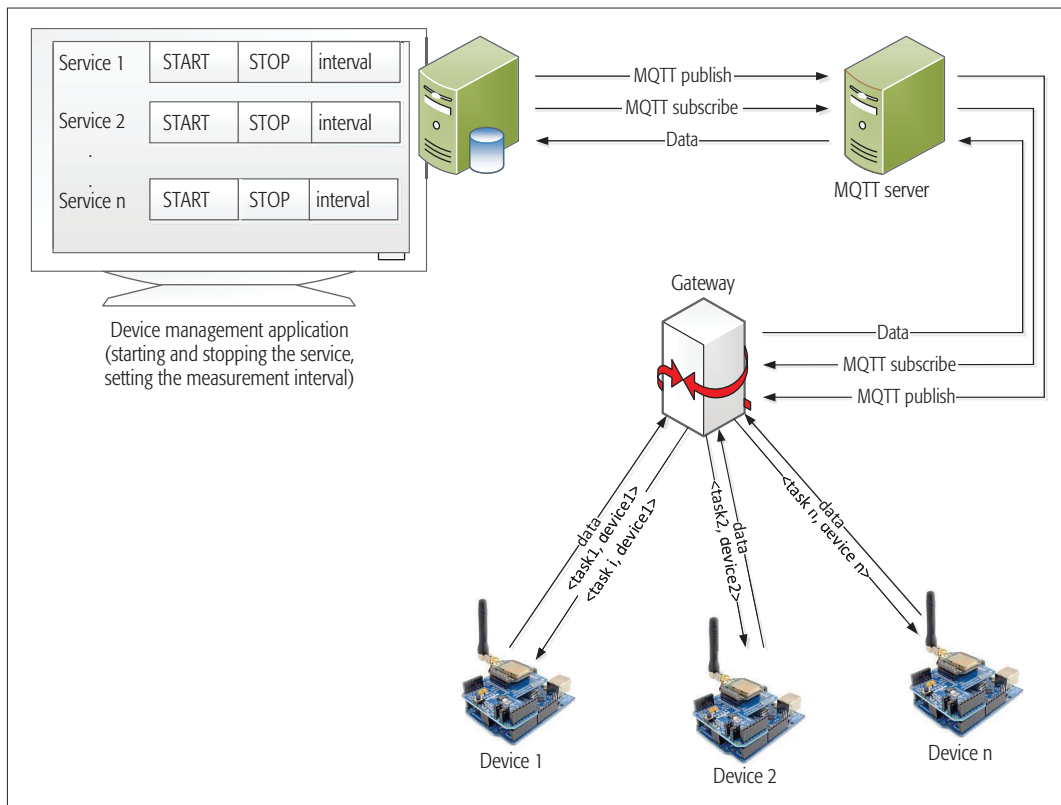 Service 1 START STOP interval
Service 2 START STOP interval
.
.
Service n START STOP interval
Device management application
(starting and stopping the service,
setting the measurement interval)
MQTT publish
MQTT subscribe
Data
MQTT server
Gateway
Data
MQTT subscribe
MQTT publish
data
<task1, device1>
<task i, device1>
<task2, device2>
data
data
<task n, device n>
Device 1
Device 2
Device n